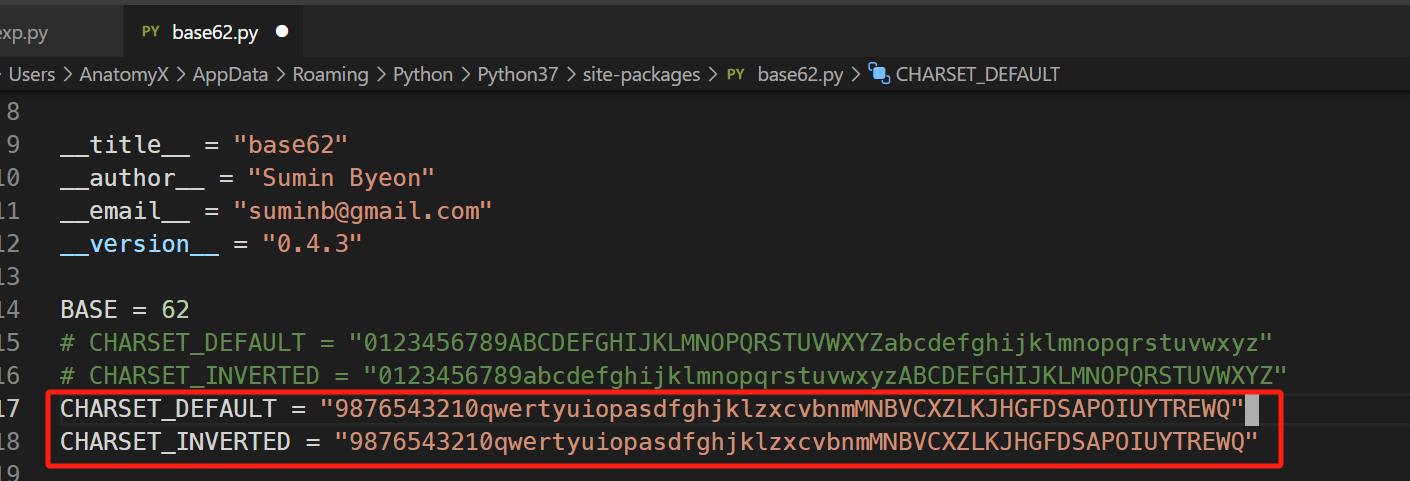 exp.py PY base62.py
Users > AnatomyX > AppData > Roaming > Python > Python37 > site-packages > PY base62.py > CHARSET_DEFAULT
8
9 __title__ = "base62"
10 __author__ = "Sumin Byeon"
11 __email__ = "suminb@gmail.com"
12 __version__ = "0.4.3"
13
14 BASE = 62
15 # CHARSET_DEFAULT = "0123456789ABCDEFGHIJKLMNOPQRSTUVWXYZabcdefghijklmnopqrstuvwxyz"
16 # CHARSET_INVERTED = "0123456789abcdefghijklmnopqrstuvwxyzABCDEFGHIJKLMNOPQRSTUVWXYZ"
17 CHARSET_DEFAULT = "9876543210qwertyuiopasdfghjklzxcvbnmMNBVCXZLKJHGFDSAPOIUYTREWQ"
18 CHARSET_INVERTED = "9876543210qwertyuiopasdfghjklzxcvbnmMNBVCXZLKJHGFDSAPOIUYTREWQ"
19